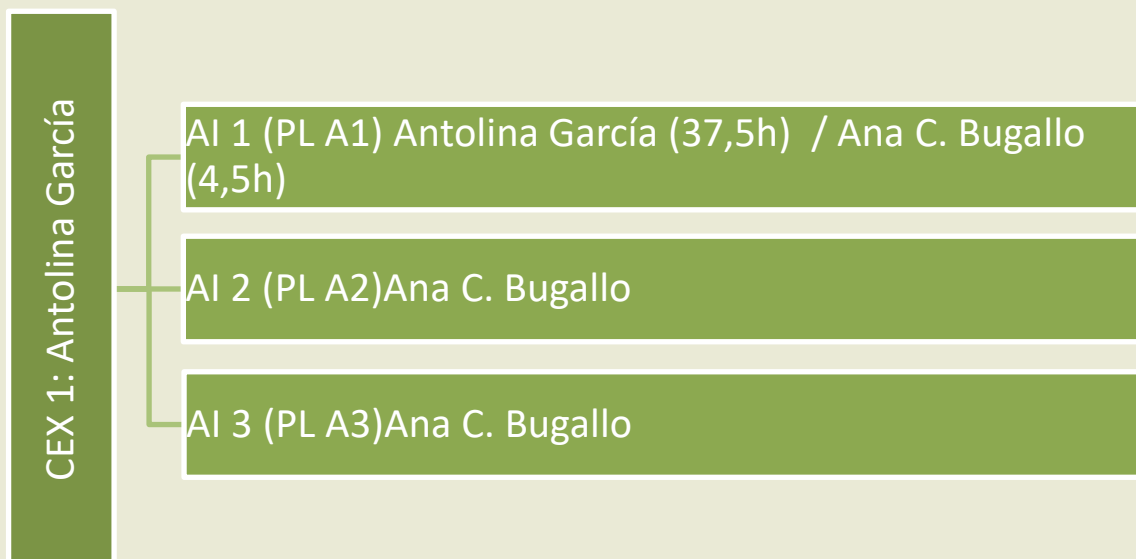 CEX 1: Antolina García
AI 1 (PL A1) Antolina García (37,5h)  / Ana C. Bugallo
(4,5h)
AI 2 (PL A2)Ana C. Bugallo
AI 3 (PL A3)Ana C. Bugallo